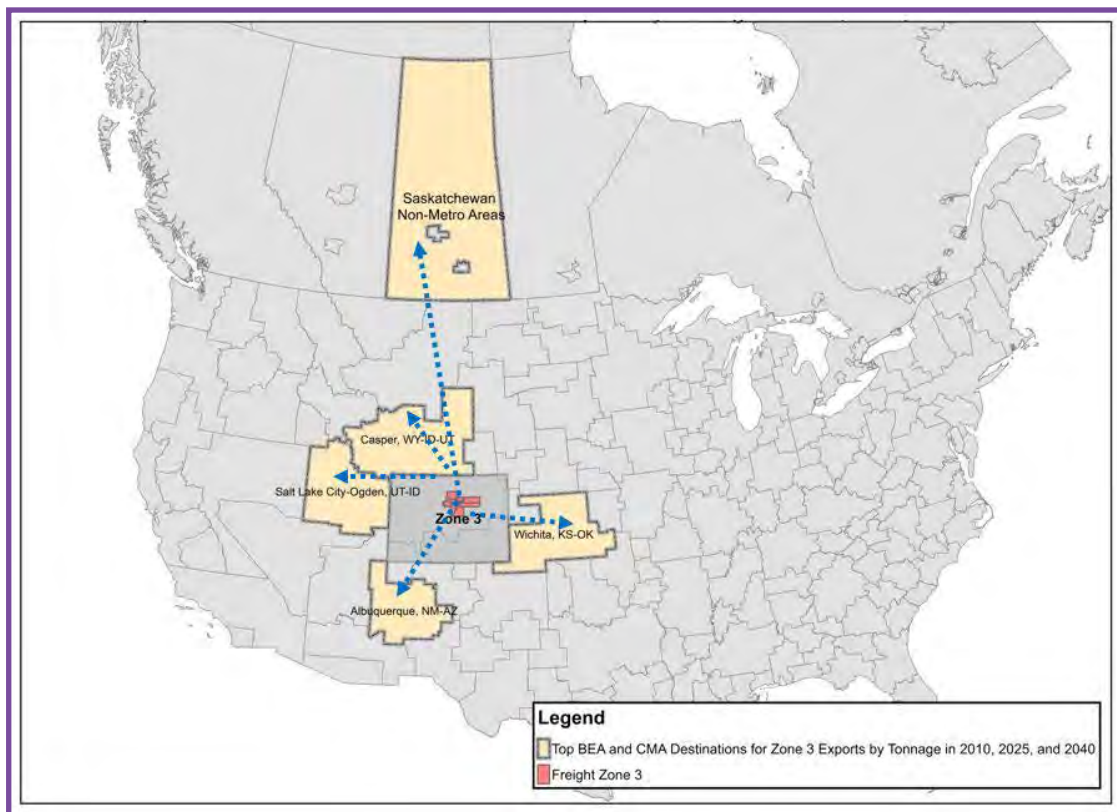 Saskatchewan
Non-Metro Areas
Casper, WY-ID-UT
Salt Lake City-Ogden, UT-ID
Zone 3
Wichita, KS-OK
Albuquerque, NM-AZ
Legend
Top BEA and CMA Destinations for Zone 3 Exports by Tonnage in 2010, 2025, and 2040
Freight Zone 3